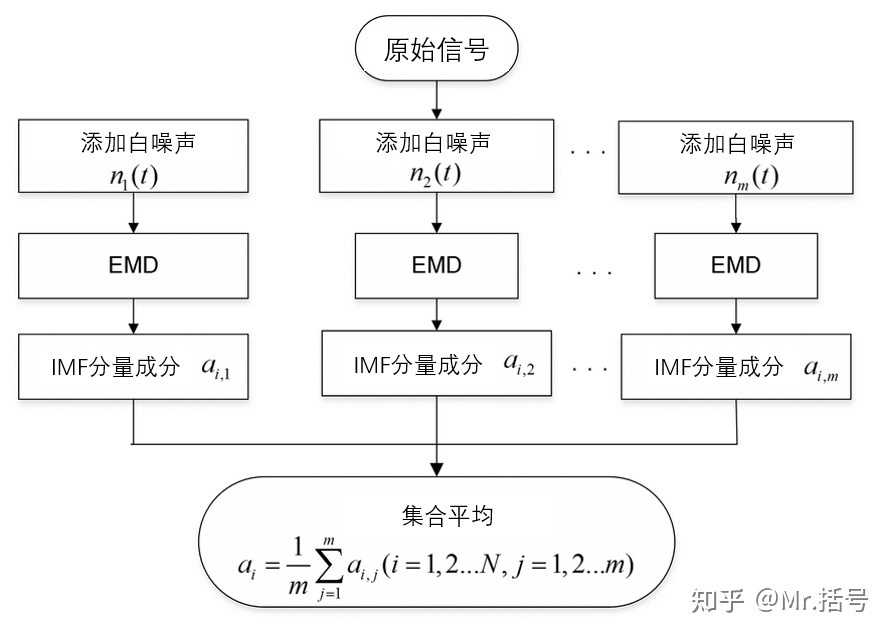 原始信号
添加白噪声 添加白噪声 ... 添加白噪声
n₁(t) n₂(t) nₘ(t)
EMD EMD ... EMD
IMF分量成分 a_{i,1} IMF分量成分 a_{i,2} ... IMF分量成分 a_{i,m}
集合平均
a_i = \frac{1}{m} \sum_{j=1}^{m} a_{i,j} (i = 1,2...N, j = 1,2...m)
知乎 @Mr.括号